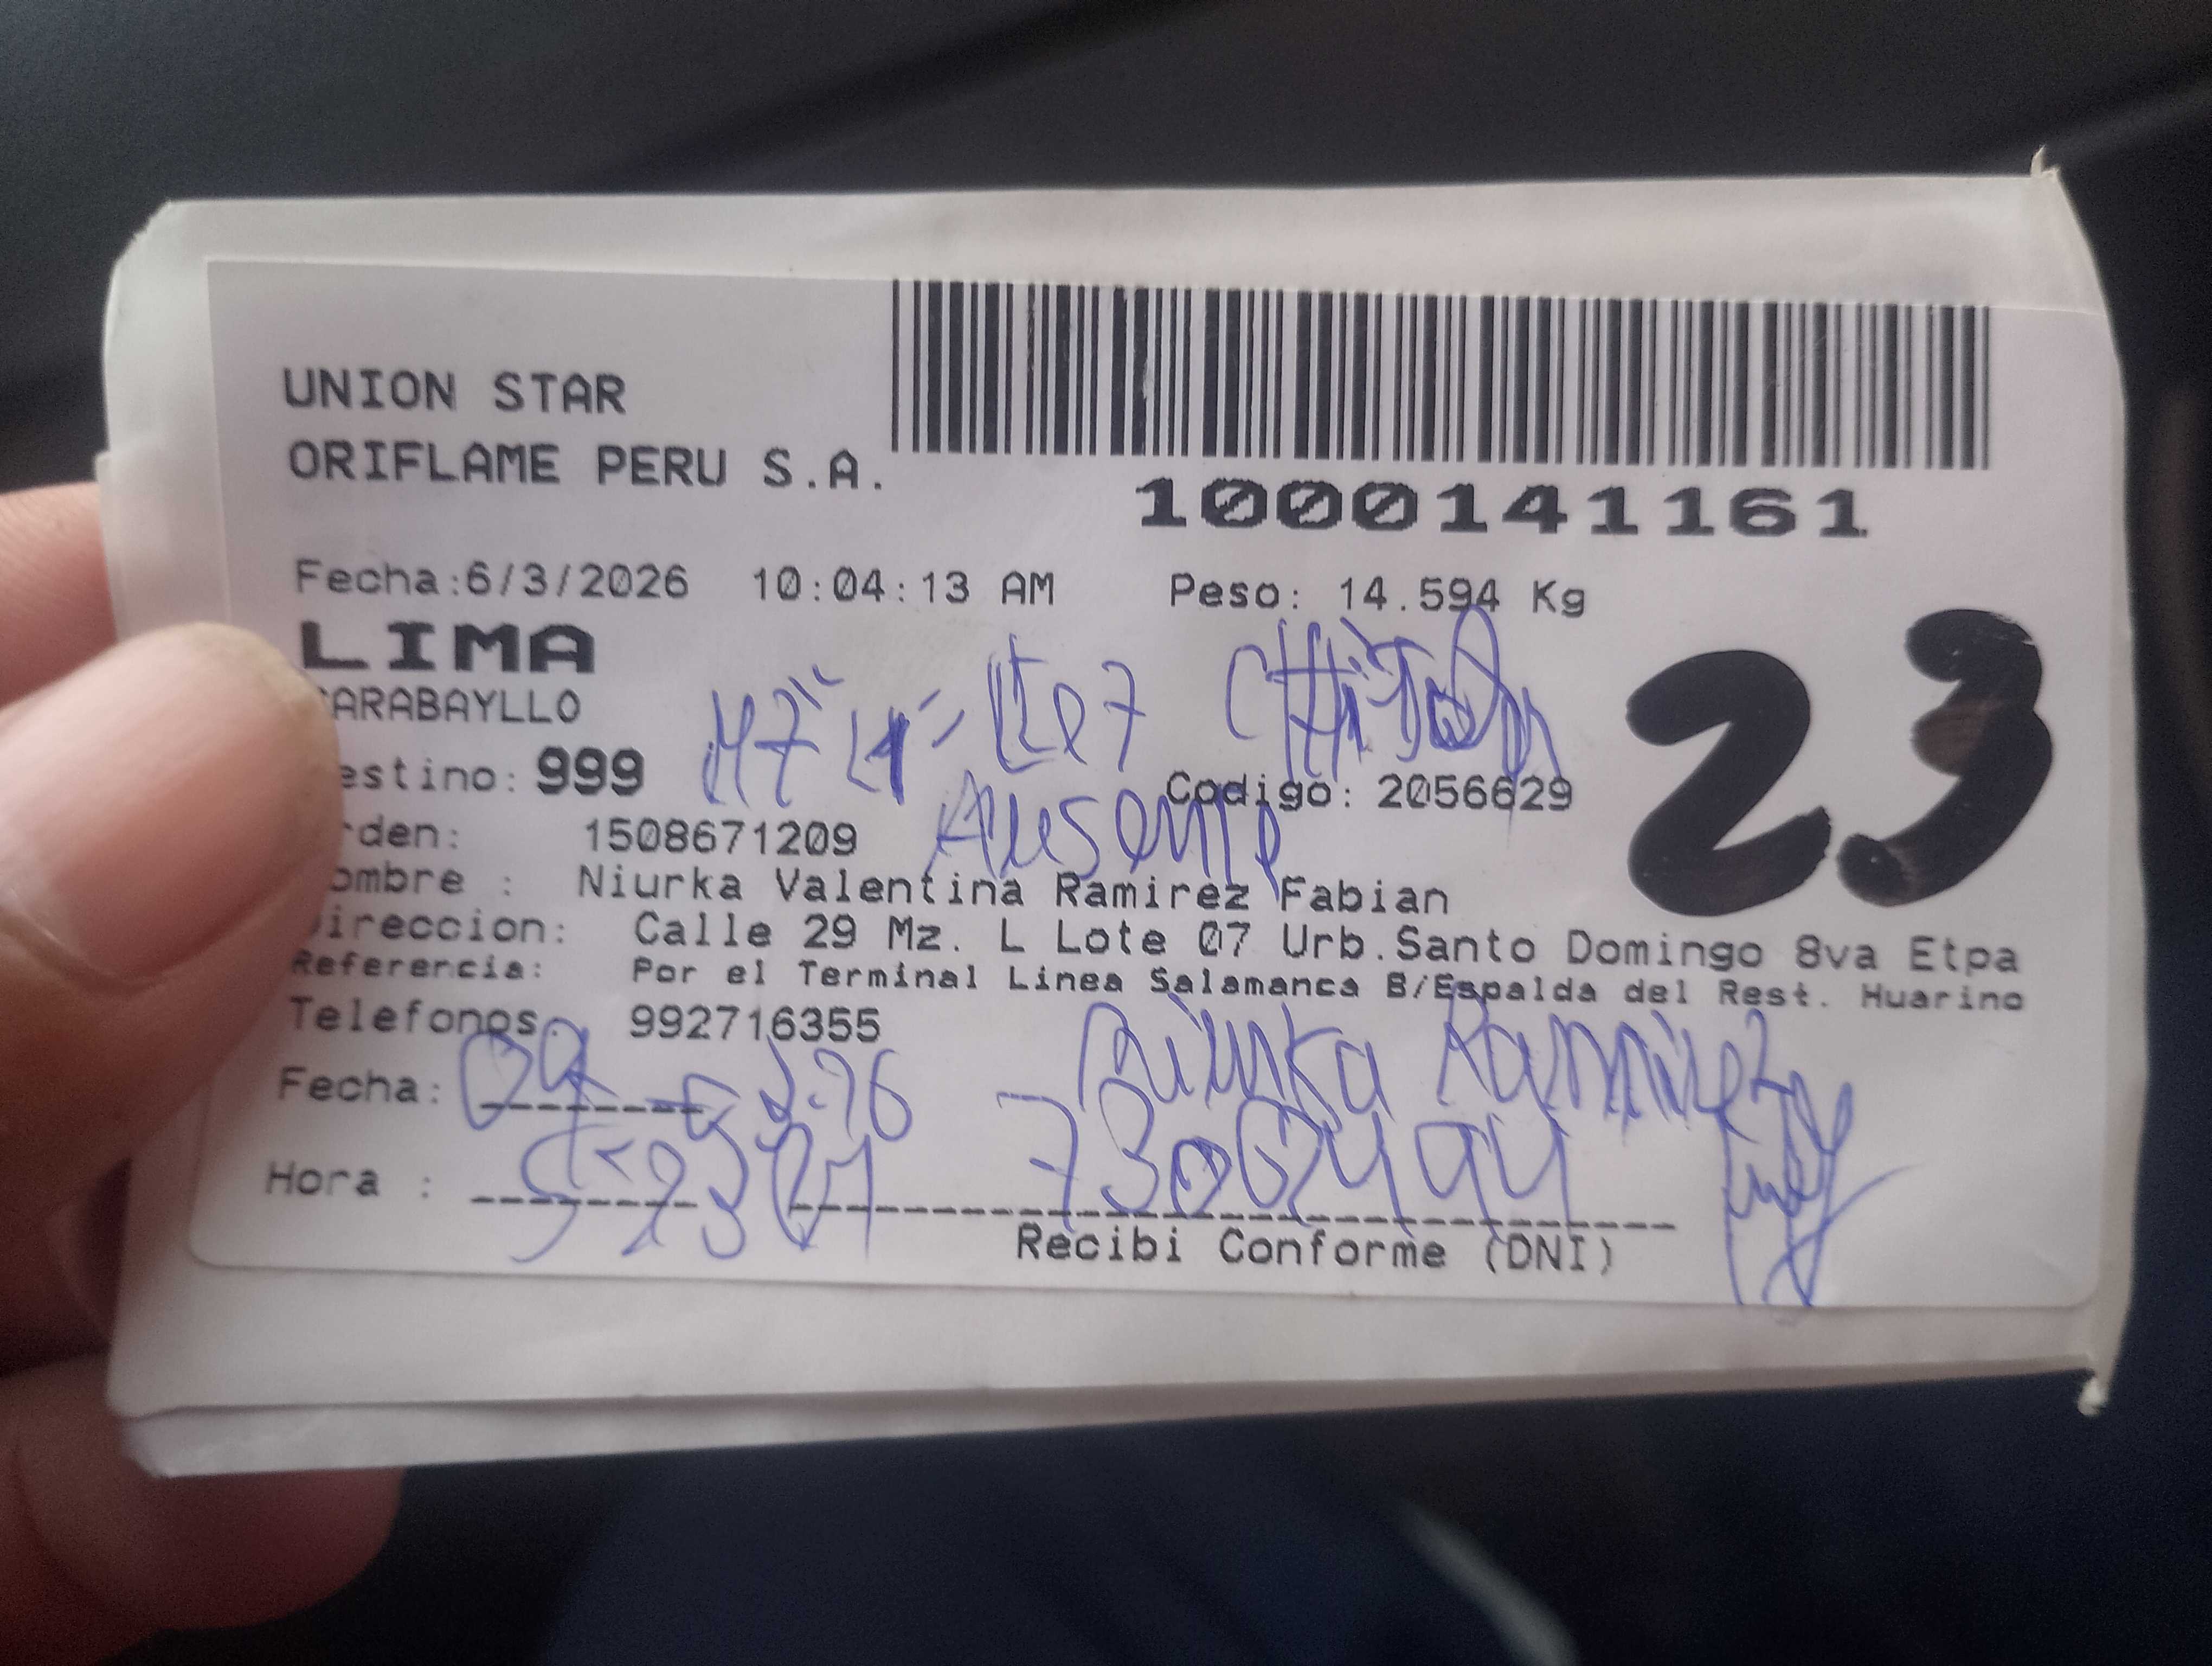 UNION STAR
ORIFLAME PERU S.A.
1000141161
Fecha:6/3/2026 10:04:13 AM Peso: 14.594 Kg
LIMA
ARABAYLLO
23
estino: 999
Codigo: 2056629
Ausente
rden: 1508671209
ombre : Niurka Valentina Ramirez Fabian
ireccion: Calle 29 Mz. L Lote 07 Urb.Santo Domingo 8va Etpa
Referencia: Por el Terminal Linea Salamanca B/Espalda del Rest. Huarino
Telefonos: 992716355
Niurka Ramirez
Fecha:
Hora :
Recibi Conforme (DNI)